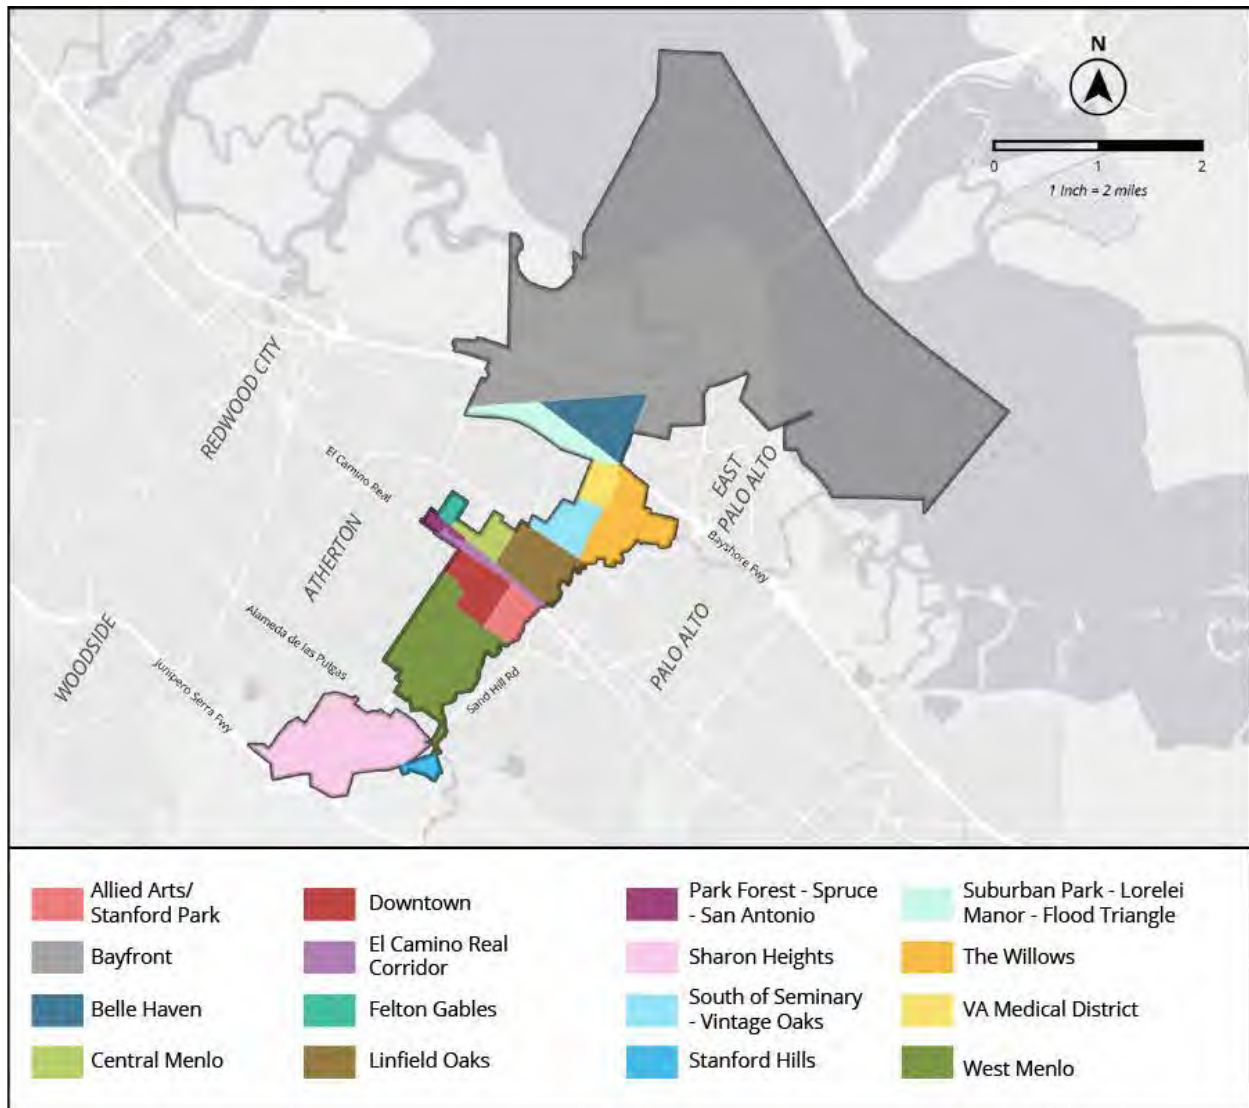 N
0 1 2
1 Inch = 2 miles
REDWOOD CITY
El Camino Real
EAST
PALO ALTO
Bayshore Fwy
ATHERTON
Alameda de las Pulgas
WOODSIDE
Junipero Serra Fwy
Sand Hill Rd
PALO ALTO
Allied Arts/
Stanford Park
Bayfront
Belle Haven
Central Menlo
Downtown
El Camino Real
Corridor
Felton Gables
Linfield Oaks
Park Forest - Spruce
- San Antonio
Sharon Heights
South of Seminary
- Vintage Oaks
Stanford Hills
Suburban Park - Lorelei
Manor - Flood Triangle
The Willows
VA Medical District
West Menlo